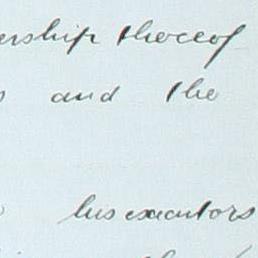 ership thereof
and the
his executors